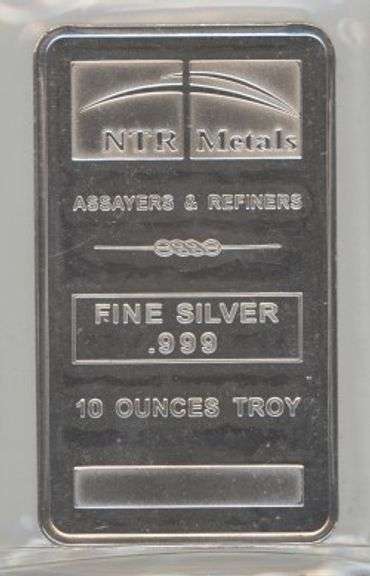 NTR Metals
ASSAYERS & REFINERS
FINE SILVER
.999
10 OUNCES TROY